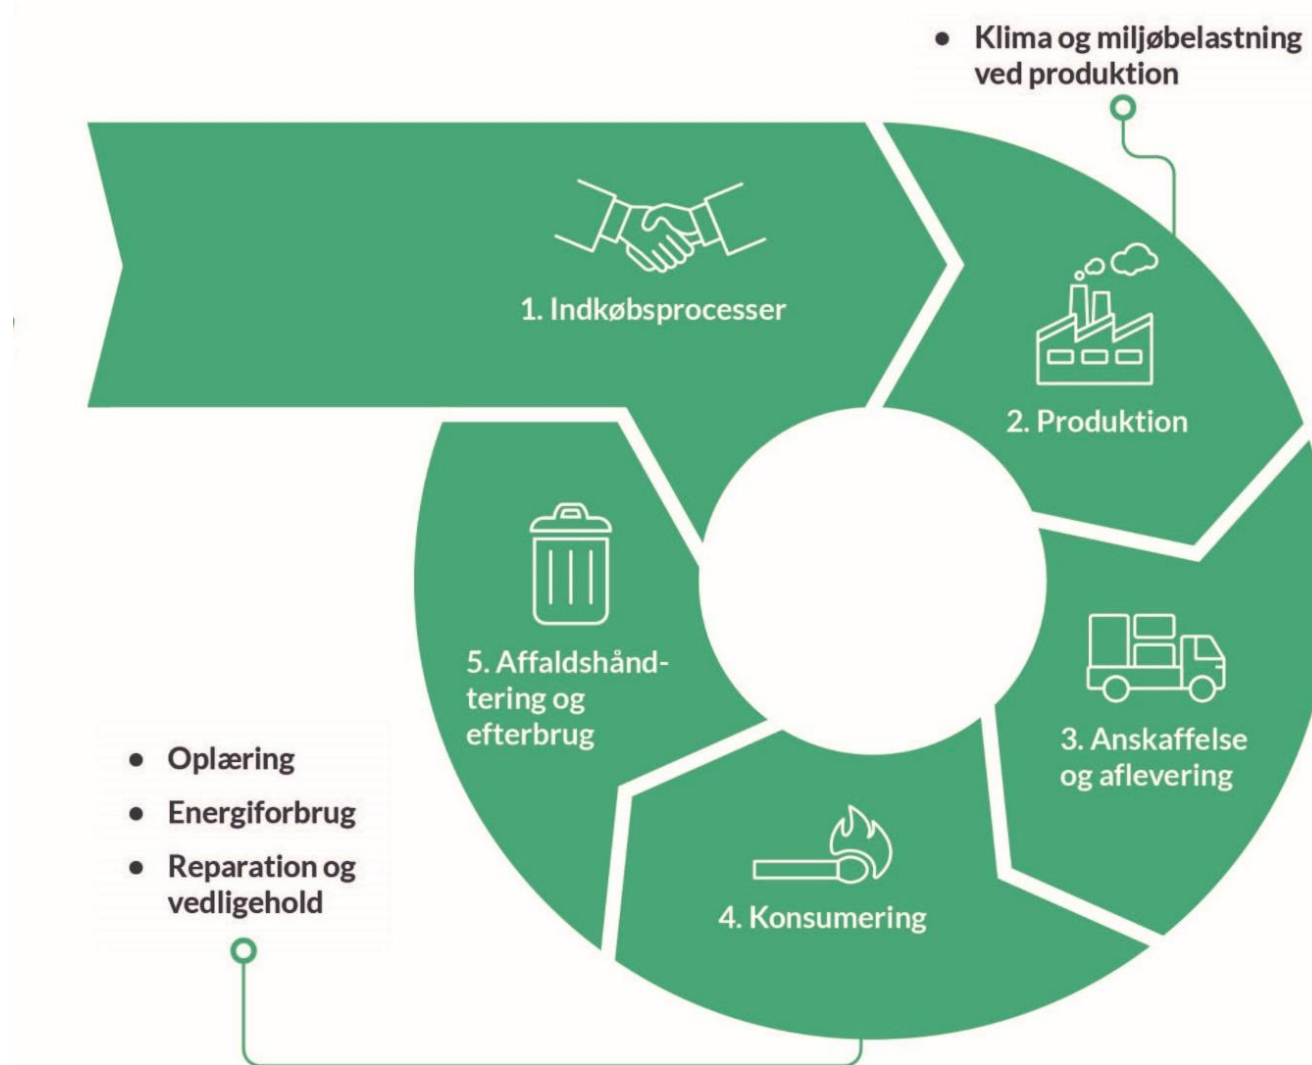 ● Klima og miljøbelastning
ved produktion
1. Indkøbsprocesser
2. Produktion
3. Anskaffelse
og aflevering
4. Konsumering
5. Affaldshånd-
tering og
efterbrug
● Oplæring
● Energiforbrug
● Reparation og
vedligehold